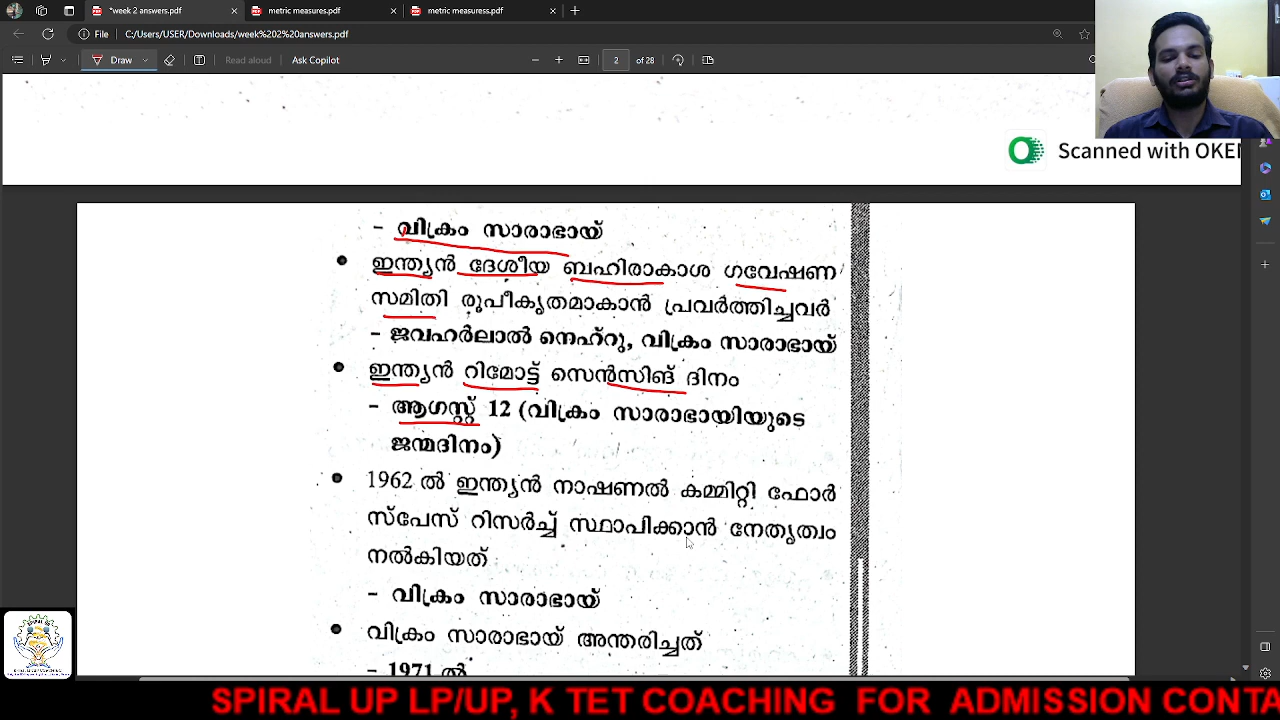 *week 2 answers.pdf
metric measures.pdf
metric measuress.pdf
File C:/Users/USER/Downloads/week%202%20answers.pdf
Draw Read aloud Ask Copilot 2 of 28
Scanned with OKEN
- വിക്രം സാരാഭായ്
ഇന്ത്യൻ ദേശീയ ബഹിരാകാശ ഗവേഷണ
സമിതി രൂപീകൃതമാകാൻ പ്രവർത്തിച്ചവർ
- ജവഹർലാൽ നെഹ്റു, വിക്രം സാരാഭായ്
ഇന്ത്യൻ റിമോട്ട് സെൻസിങ് ദിനം
- ആഗസ്റ്റ് 12 (വിക്രം സാരാഭായിയുടെ
ജന്മദിനം)
1962 ൽ ഇന്ത്യൻ നാഷണൽ കമ്മിറ്റി ഫോർ
സ്പേസ് റിസർച്ച് സ്ഥാപിക്കാൻ നേതൃത്വം
നൽകിയത്
- വിക്രം സാരാഭായ്
വിക്രം സാരാഭായ് അന്തരിച്ചത്
- 1971 ൽ
SPIRAL UP LP/UP, K TET COACHING FOR ADMISSION CONTA